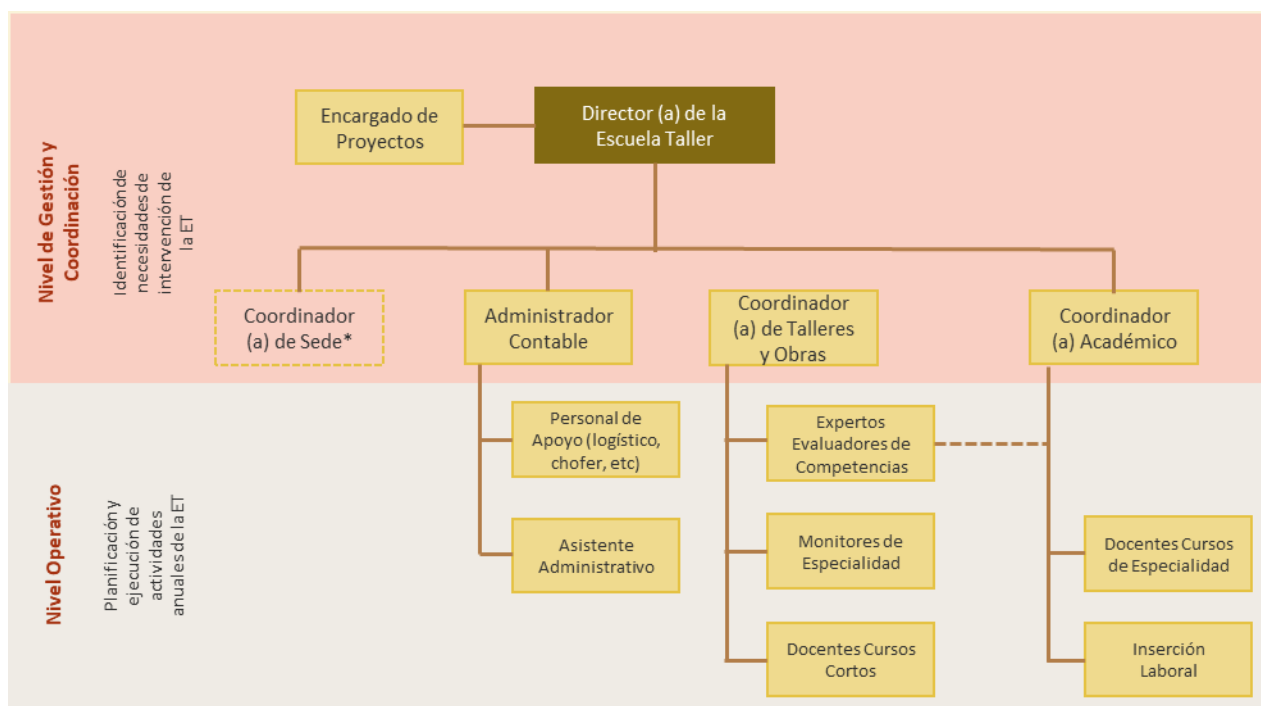 Nivel de Gestión y
Coordinación
Identificación de
necesidades de
intervención de
la ET
Encargado de
Proyectos
Director (a) de la
Escuela Taller
Coordinador
(a) de Sede*
Administrador
Contable
Coordinador
(a) de Talleres
y Obras
Coordinador
(a) Académico
Nivel Operativo
Planificación y
ejecución de
actividades
anuales de la ET
Personal de
Apoyo (logístico,
chofer, etc)
Asistente
Administrativo
Expertos
Evaluadores de
Competencias
Monitores de
Especialidad
Docentes Cursos
Cortos
Docentes Cursos
de Especialidad
Inserción
Laboral